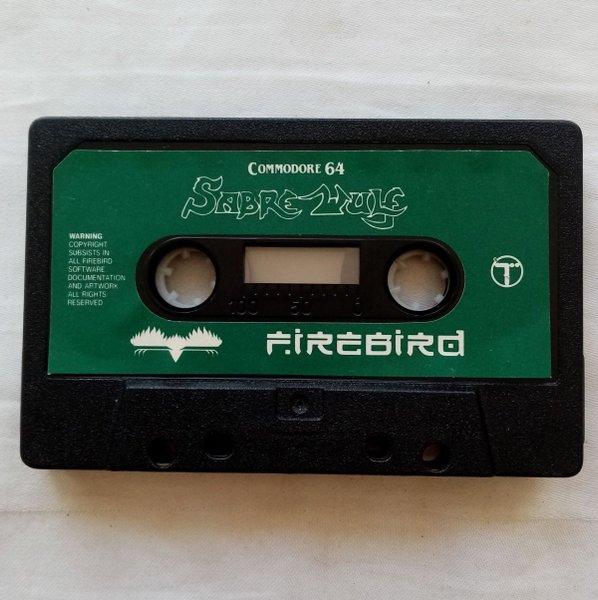 COMMODORE 64
SABRE WULF
WARNING
COPYRIGHT
SUBSISTS IN
ALL FIREBIRD
SOFTWARE
DOCUMENTATION
AND ARTWORK
ALL RIGHTS
RESERVED
100 50 0
FIREBIRD